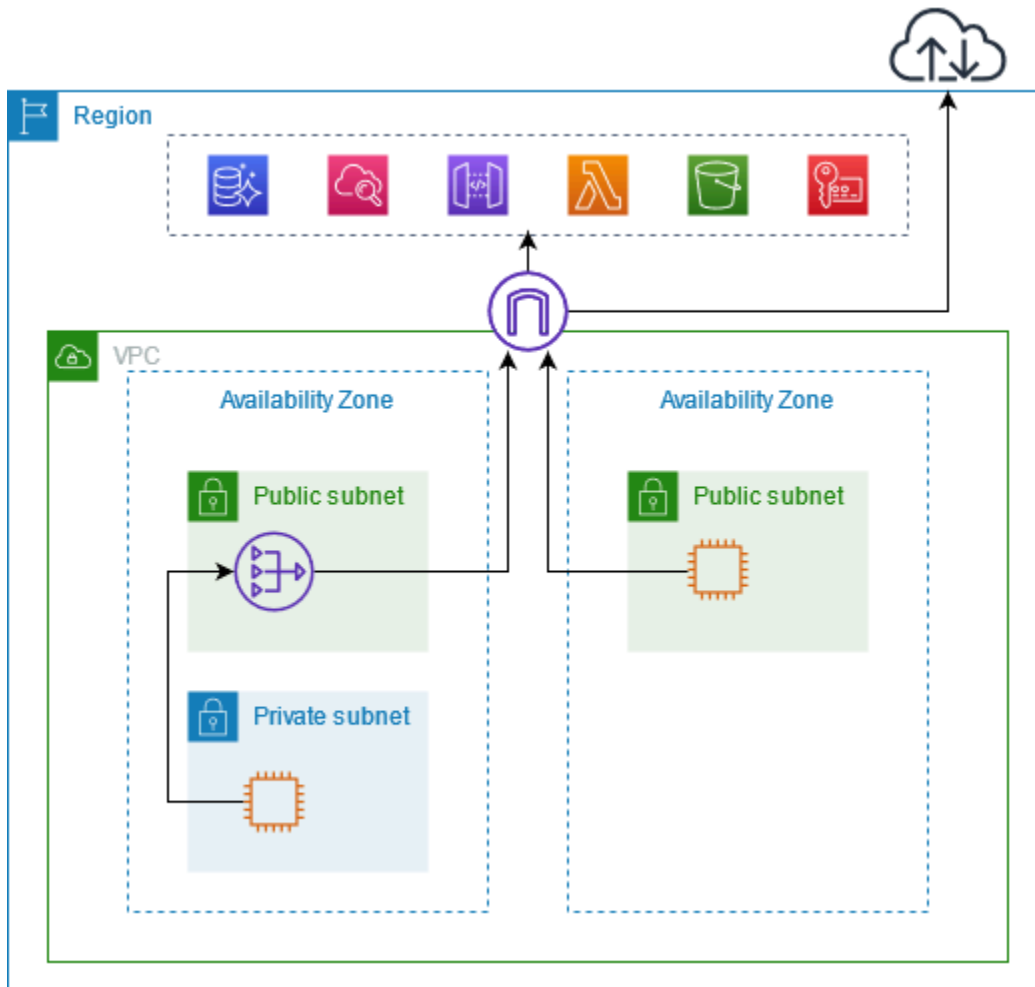 Region
VPC
Availability Zone
Availability Zone
Public subnet
Public subnet
Private subnet